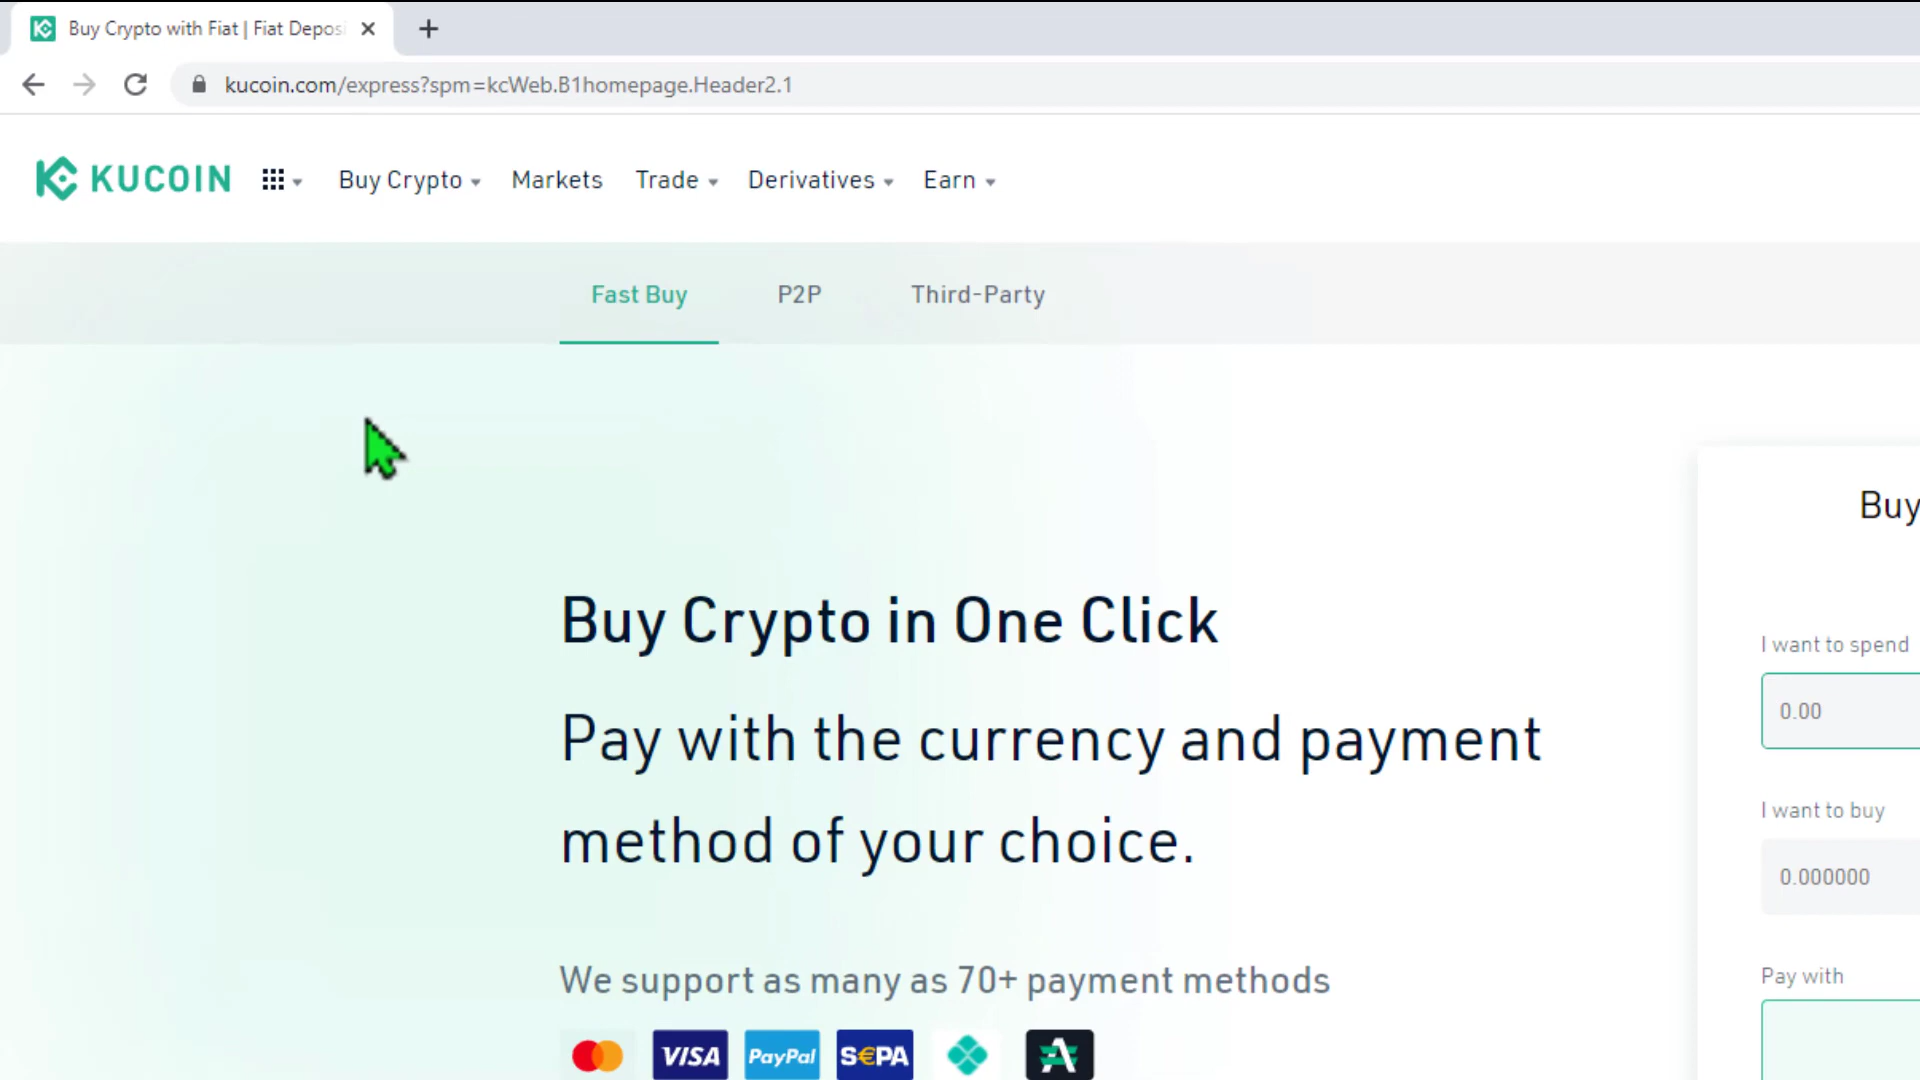 Buy Crypto with Fiat | Fiat Deposi
kucoin.com/express?spm=kcWeb.B1homepage.Header2.1
KUCOIN Buy Crypto Markets Trade Derivatives Earn
Fast Buy P2P Third-Party
Buy
Buy Crypto in One Click
I want to spend
0.00
Pay with the currency and payment
method of your choice.
I want to buy
0.000000
We support as many as 70+ payment methods
Pay with
VISA PayPal S€PA